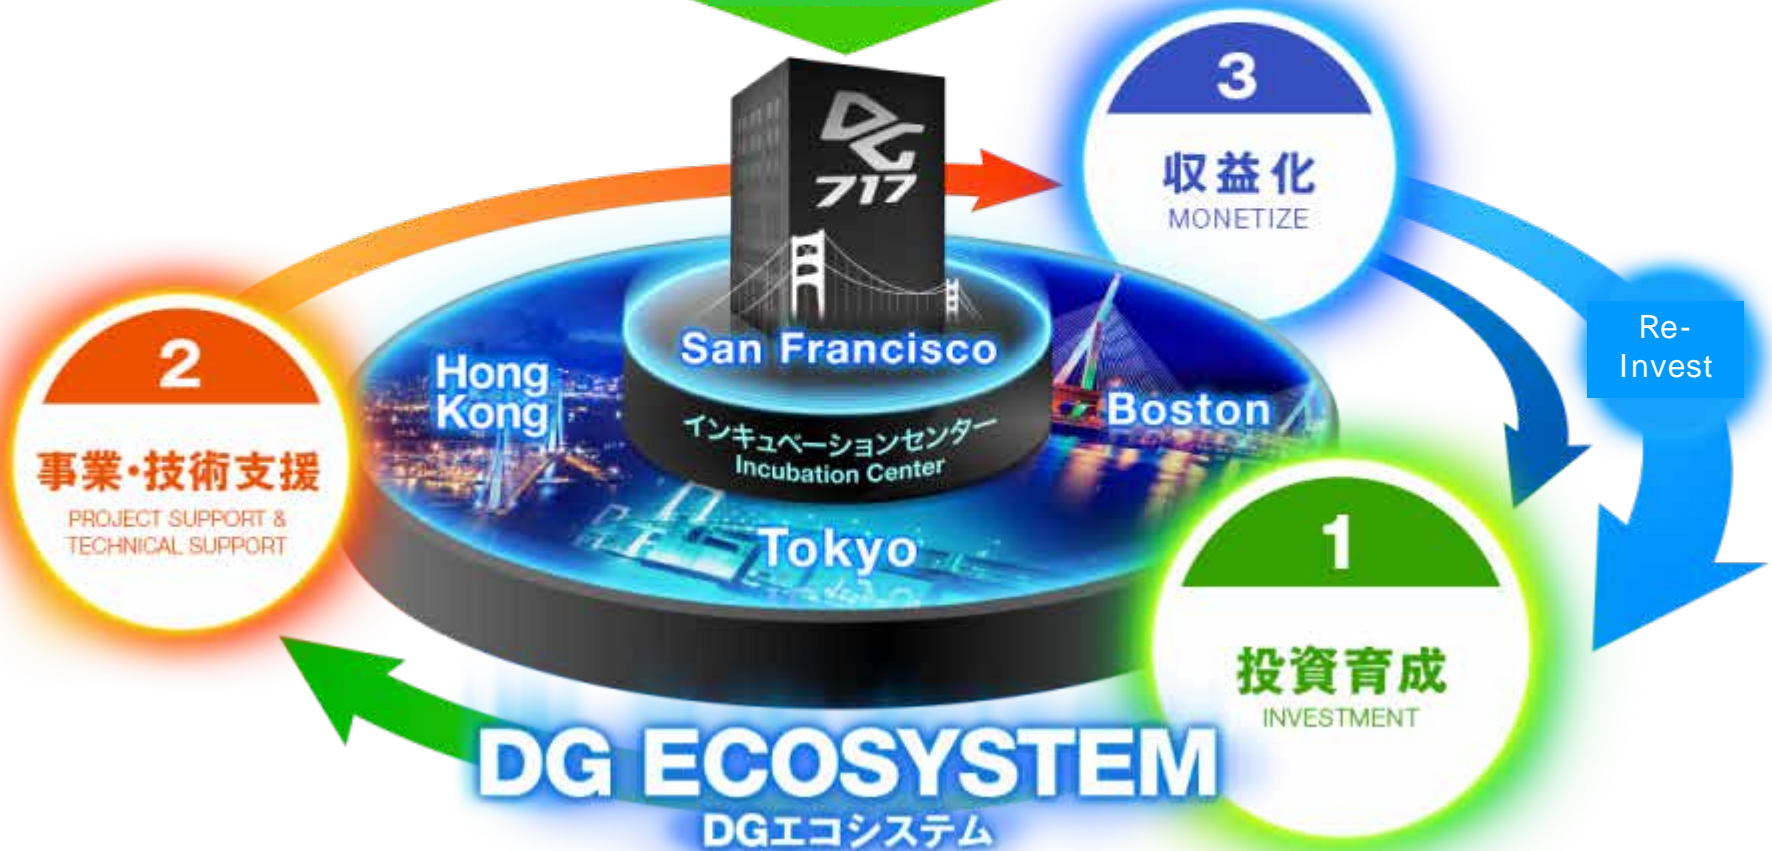 DG
717
3
収益化
MONETIZE
Re-
Invest
2
事業・技術支援
PROJECT SUPPORT &
TECHNICAL SUPPORT
Hong
Kong
San Francisco
Boston
インキュベーションセンター
Incubation Center
Tokyo
1
投資育成
INVESTMENT
DG ECOSYSTEM
DGエコシステム